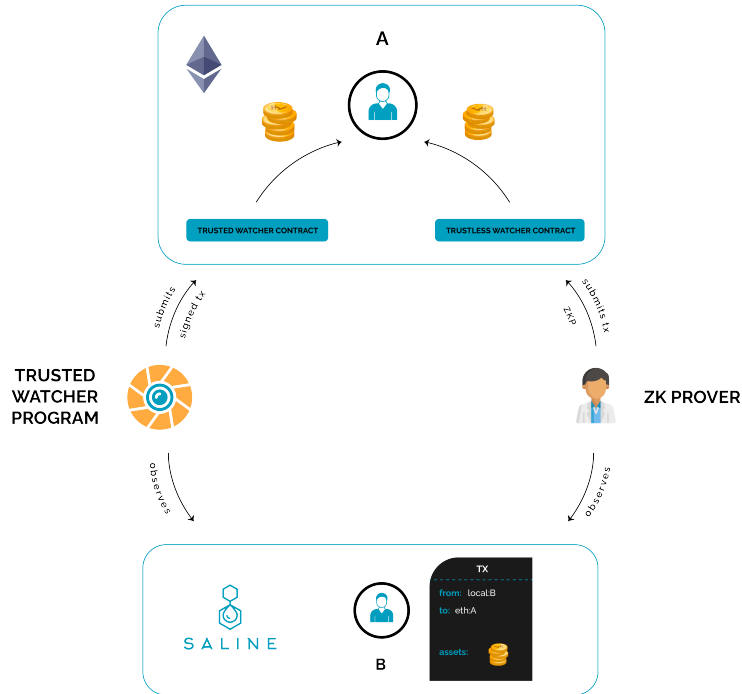 A
TRUSTED WATCHER CONTRACT
TRUSTLESS WATCHER CONTRACT
submits
signed tx
submits tx
ZKP
TRUSTED
WATCHER
PROGRAM
ZK PROVER
observes
observes
TX
from: local:B
to: eth:A
assets:
SALINE
B